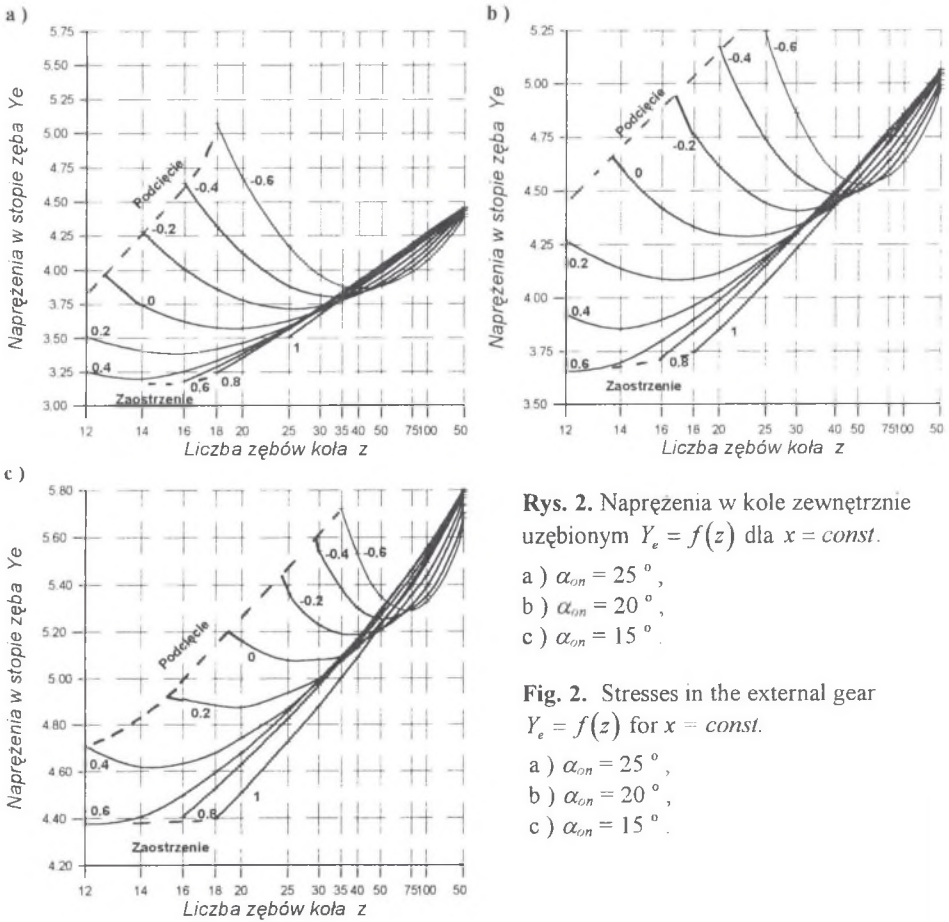 a )
Naprężenia w stopie zęba Ye
5.75
5.50
5.25
5.00
4.75
4.50
4.25
4.00
3.75
3.50
3.25
3.00
Podcięcie
-0.6
-0.4
-0.2
0
0.2
0.4
0.6
0.8
1
Zaostrzenie
12 14 16 18 20 25 30 35 40 50 75 100 50
Liczba zębów koła z
b )
Naprężenia w stopie zęba Ye
5.25
5.00
4.75
4.50
4.25
4.00
3.75
3.50
Podcięcie
-0.6
-0.4
-0.2
0
0.2
0.4
0.6
0.8
1
Zaostrzenie
12 14 16 18 20 25 30 40 50 75 100 50
Liczba zębów koła z
c )
Naprężenia w stopie zęba Ye
5.80
5.60
5.40
5.20
5.00
4.80
4.60
4.40
4.20
Podcięcie
-0.6
-0.4
-0.2
0
0.2
0.4
0.6
0.8
1
Zaostrzenie
12 14 16 18 20 25 30 35 40 50 75 100 50
Liczba zębów koła z
Rys. 2. Naprężenia w kole zewnętrznie
uzębionym Ye = f(z) dla x = const.
a ) αon = 25 °,
b ) αon = 20 °,
c ) αon = 15 °.
Fig. 2. Stresses in the external gear
Ye = f(z) for x = const.
a ) αon = 25 °,
b ) αon = 20 °,
c ) αon = 15 °.